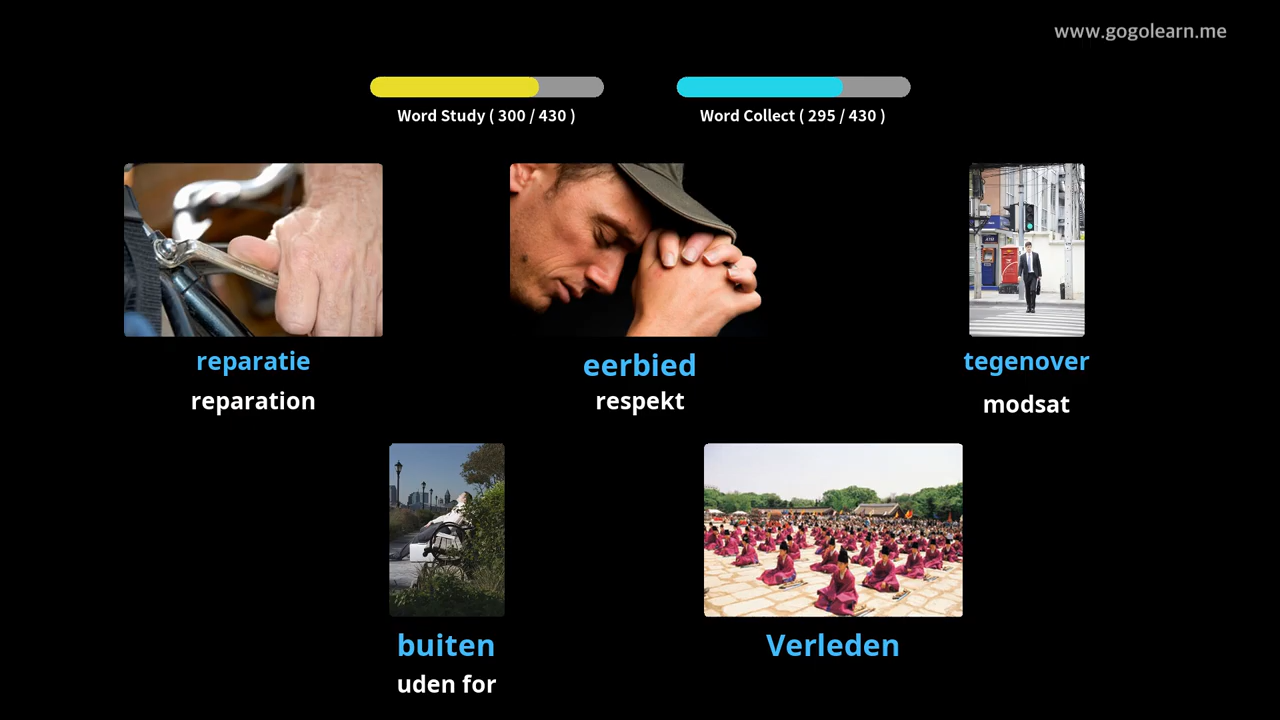 www.gogolearn.me
Word Study ( 300 / 430 )
Word Collect ( 295 / 430 )
reparatie
reparation
eerbied
respekt
tegenover
modsat
buiten
uden for
Verleden